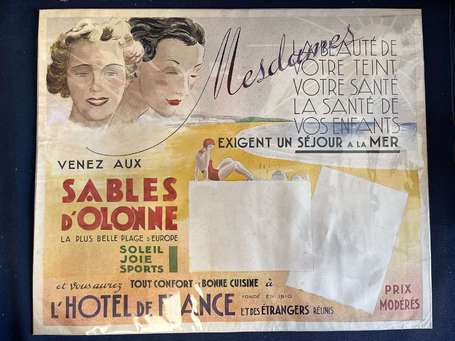 Mesdames
LA BEAUTÉ DE
VOTRE TEINT
VOTRE SANTÉ
LA SANTÉ DE
VOS ENFANTS
EXIGENT UN SÉJOUR A LA MER
VENEZ AUX
SABLES
D'OLONNE
LA PLUS BELLE PLAGE D'EUROPE
SOLEIL
JOIE
SPORTS !
et vous aurez TOUT CONFORT et BONNE CUISINE à
L'HOTEL DE FRANCE FONDÉ EN 1810 ET DES ÉTRANGERS RÉUNIS
PRIX
MODÉRÉS